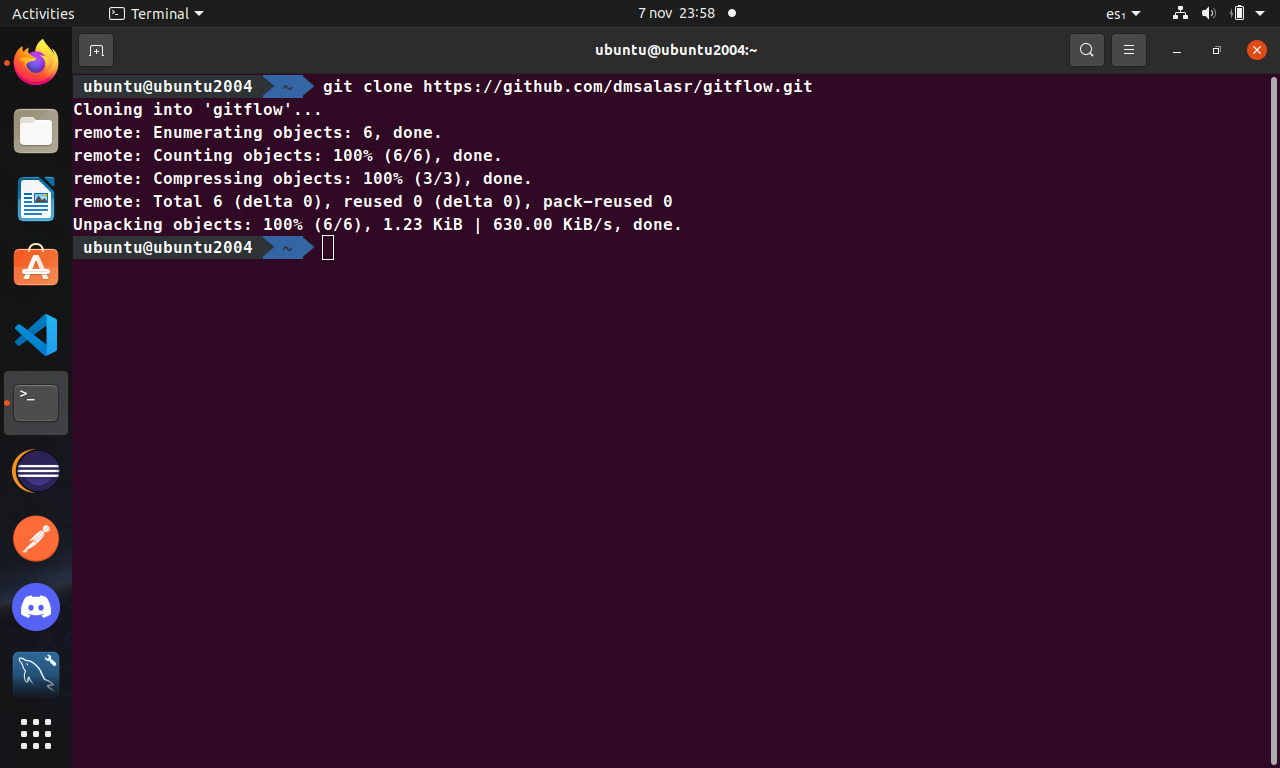 Activities Terminal 7 nov 23:58 es₁
ubuntu@ubuntu2004:~
ubuntu@ubuntu2004 ~ git clone https://github.com/dmsalasr/gitflow.git
Cloning into 'gitflow'...
remote: Enumerating objects: 6, done.
remote: Counting objects: 100% (6/6), done.
remote: Compressing objects: 100% (3/3), done.
remote: Total 6 (delta 0), reused 0 (delta 0), pack-reused 0
Unpacking objects: 100% (6/6), 1.23 KiB | 630.00 KiB/s, done.
ubuntu@ubuntu2004 ~